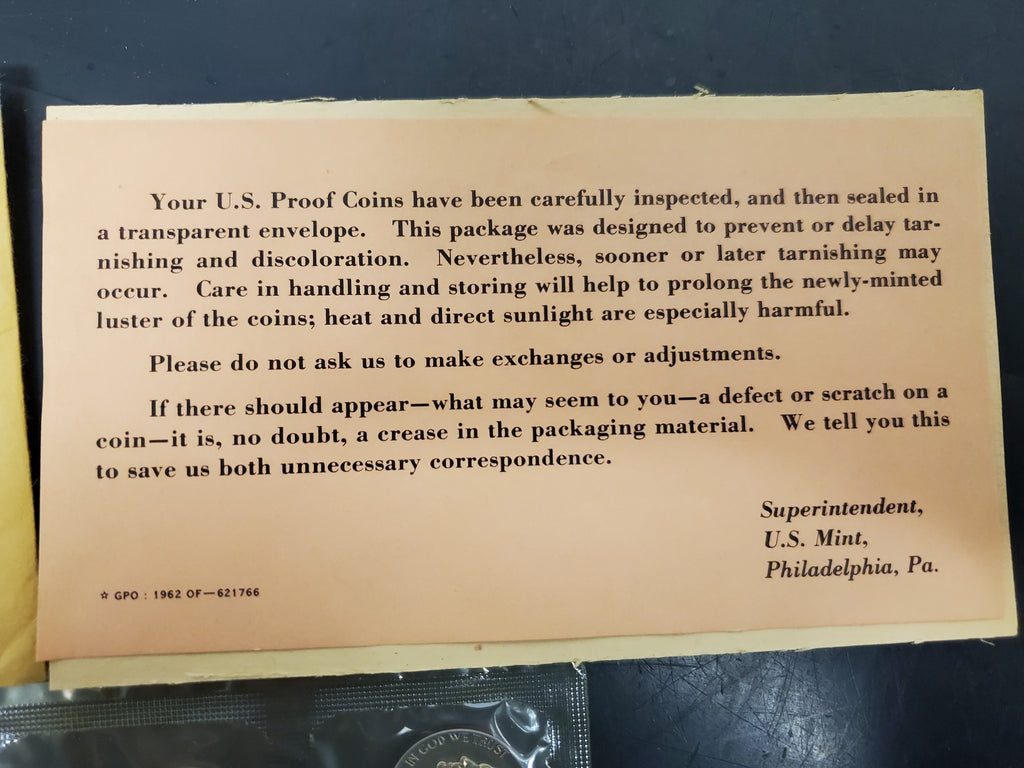 Your U.S. Proof Coins have been carefully inspected, and then sealed in
a transparent envelope. This package was designed to prevent or delay tar-
nishing and discoloration. Nevertheless, sooner or later tarnishing may
occur. Care in handling and storing will help to prolong the newly-minted
luster of the coins; heat and direct sunlight are especially harmful.
Please do not ask us to make exchanges or adjustments.
If there should appear—what may seem to you—a defect or scratch on a
coin—it is, no doubt, a crease in the packaging material. We tell you this
to save us both unnecessary correspondence.
Superintendent,
U.S. Mint,
Philadelphia, Pa.
☆ GPO : 1962 OF—621766
IN GOD WE TRUST